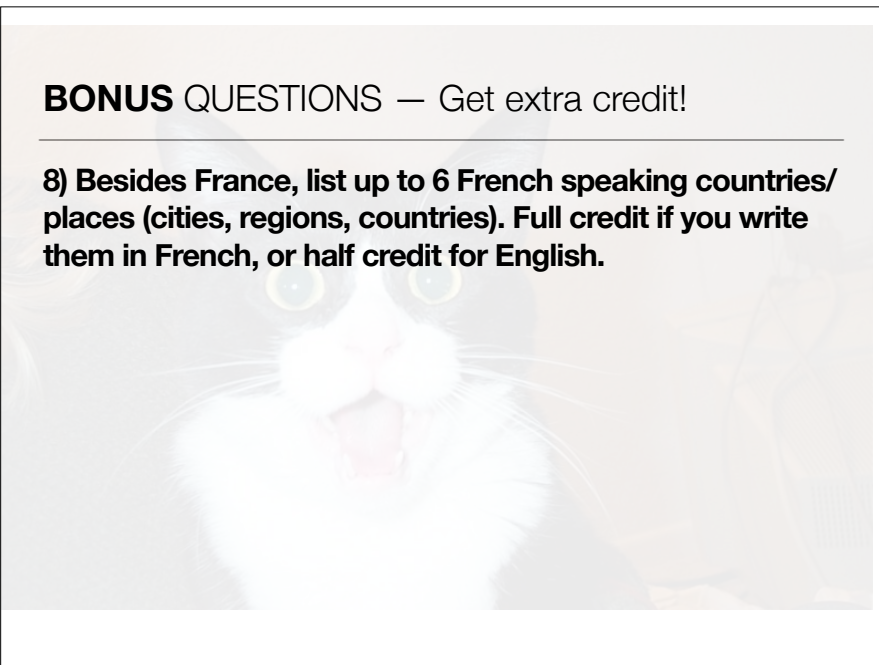 BONUS QUESTIONS — Get extra credit!
8) Besides France, list up to 6 French speaking countries/
places (cities, regions, countries). Full credit if you write
them in French, or half credit for English.